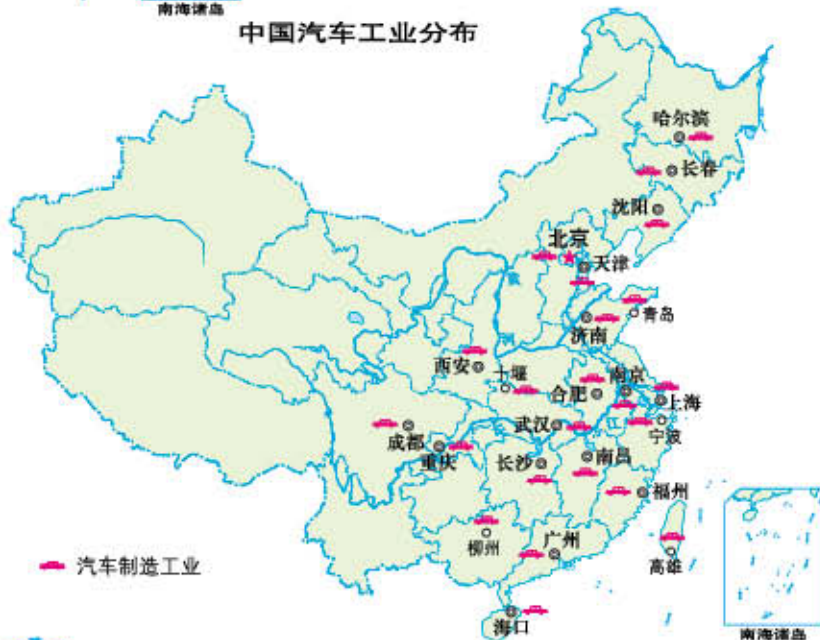 南海诸岛
中国汽车工业分布
哈尔滨
长春
沈阳
北京
天津
黄
河
青岛
济南
西安
十堰
合肥
南京
上海
武汉
江
宁波
成都
重庆
长沙
南昌
福州
柳州
广州
高雄
汽车制造工业
海口
南海诸岛